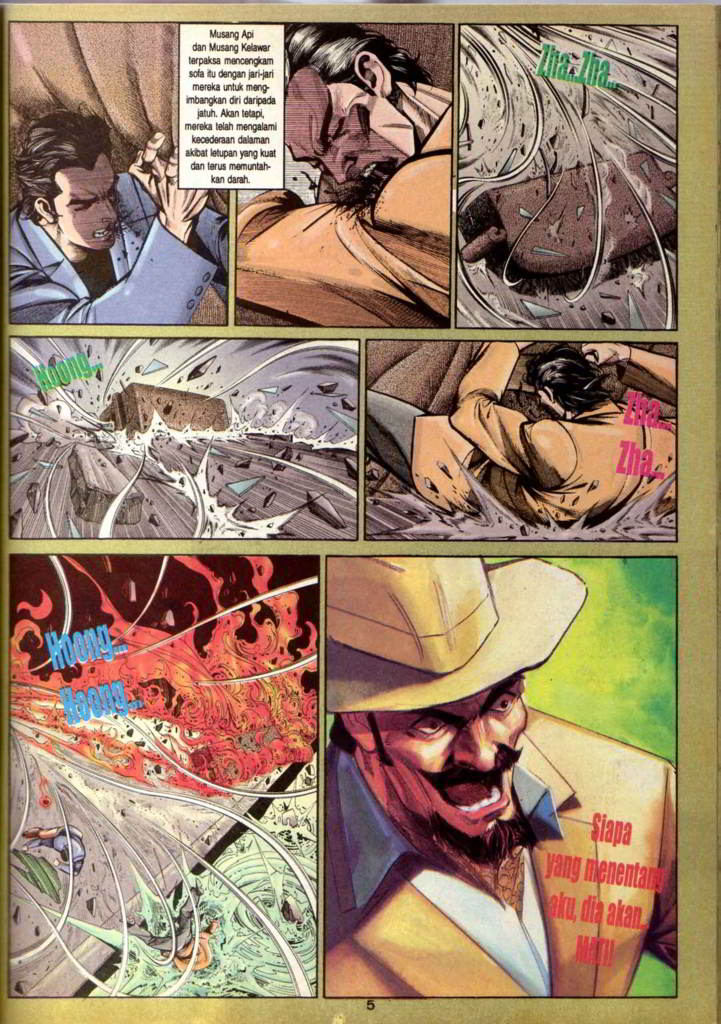 Musang Api
dan Musang Kelawar
terpaksa mencengkam
sofa itu dengan jari-jari
mereka untuk meng-
imbangkan diri daripada
jatuh. Akan tetapi,
mereka telah mengalami
kecederaan dalaman
akibat letupan yang kuat
dan terus memuntah-
kan darah.
Zha..Zha...
Hoong...
Zha...
Zha...
Hoong...
Hoong...
Siapa
yang menentang
aku, dia akan...
MATI!
5